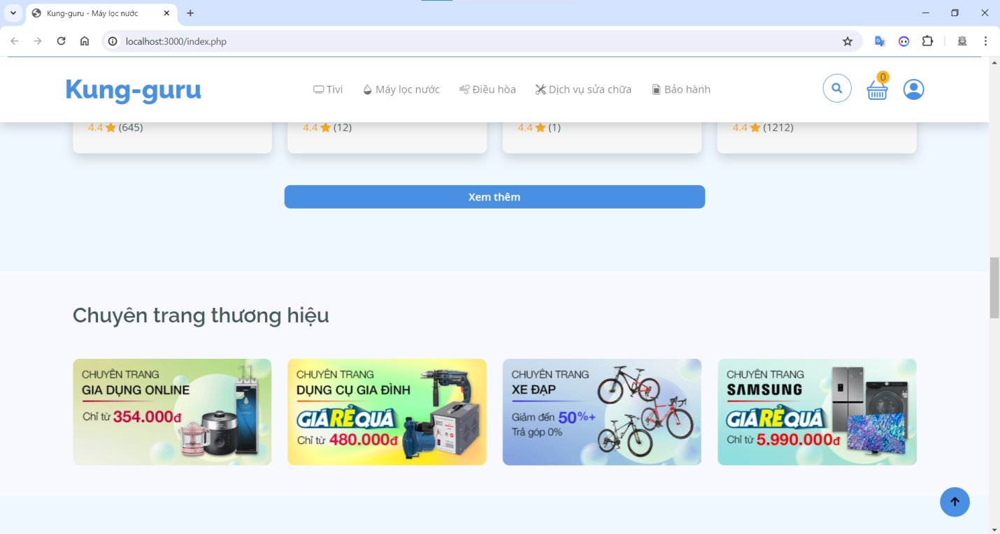 Kung-guru - Máy lọc nước
localhost:3000/index.php
Kung-guru
Tivi
Máy lọc nước
Điều hòa
Dịch vụ sửa chữa
Bảo hành
0
4.4 (645)
4.4 (12)
4.4 (1)
4.4 (1212)
Xem thêm
Chuyên trang thương hiệu
CHUYÊN TRANG
GIA DỤNG ONLINE
Chỉ từ 354.000đ
CHUYÊN TRANG
DỤNG CỤ GIA ĐÌNH
GIÁ RẺ QUÁ
Chỉ từ 480.000đ
CHUYÊN TRANG
XE ĐẠP
Giảm đến 50%+
Trả góp 0%
CHUYÊN TRANG
SAMSUNG
GIÁ RẺ QUÁ
Chỉ từ 5.990.000đ